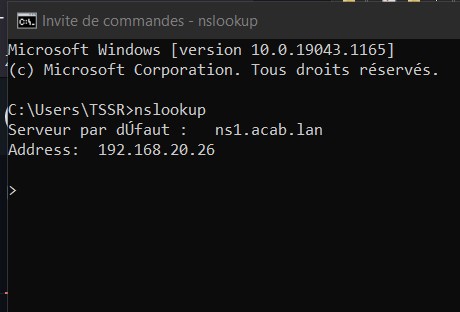 Invite de commandes - nslookup
Microsoft Windows [version 10.0.19043.1165]
(c) Microsoft Corporation. Tous droits réservés.
C:\Users\TSSR>nslookup
Serveur par dÚfaut :   ns1.acab.lan
Address:  192.168.20.26
>